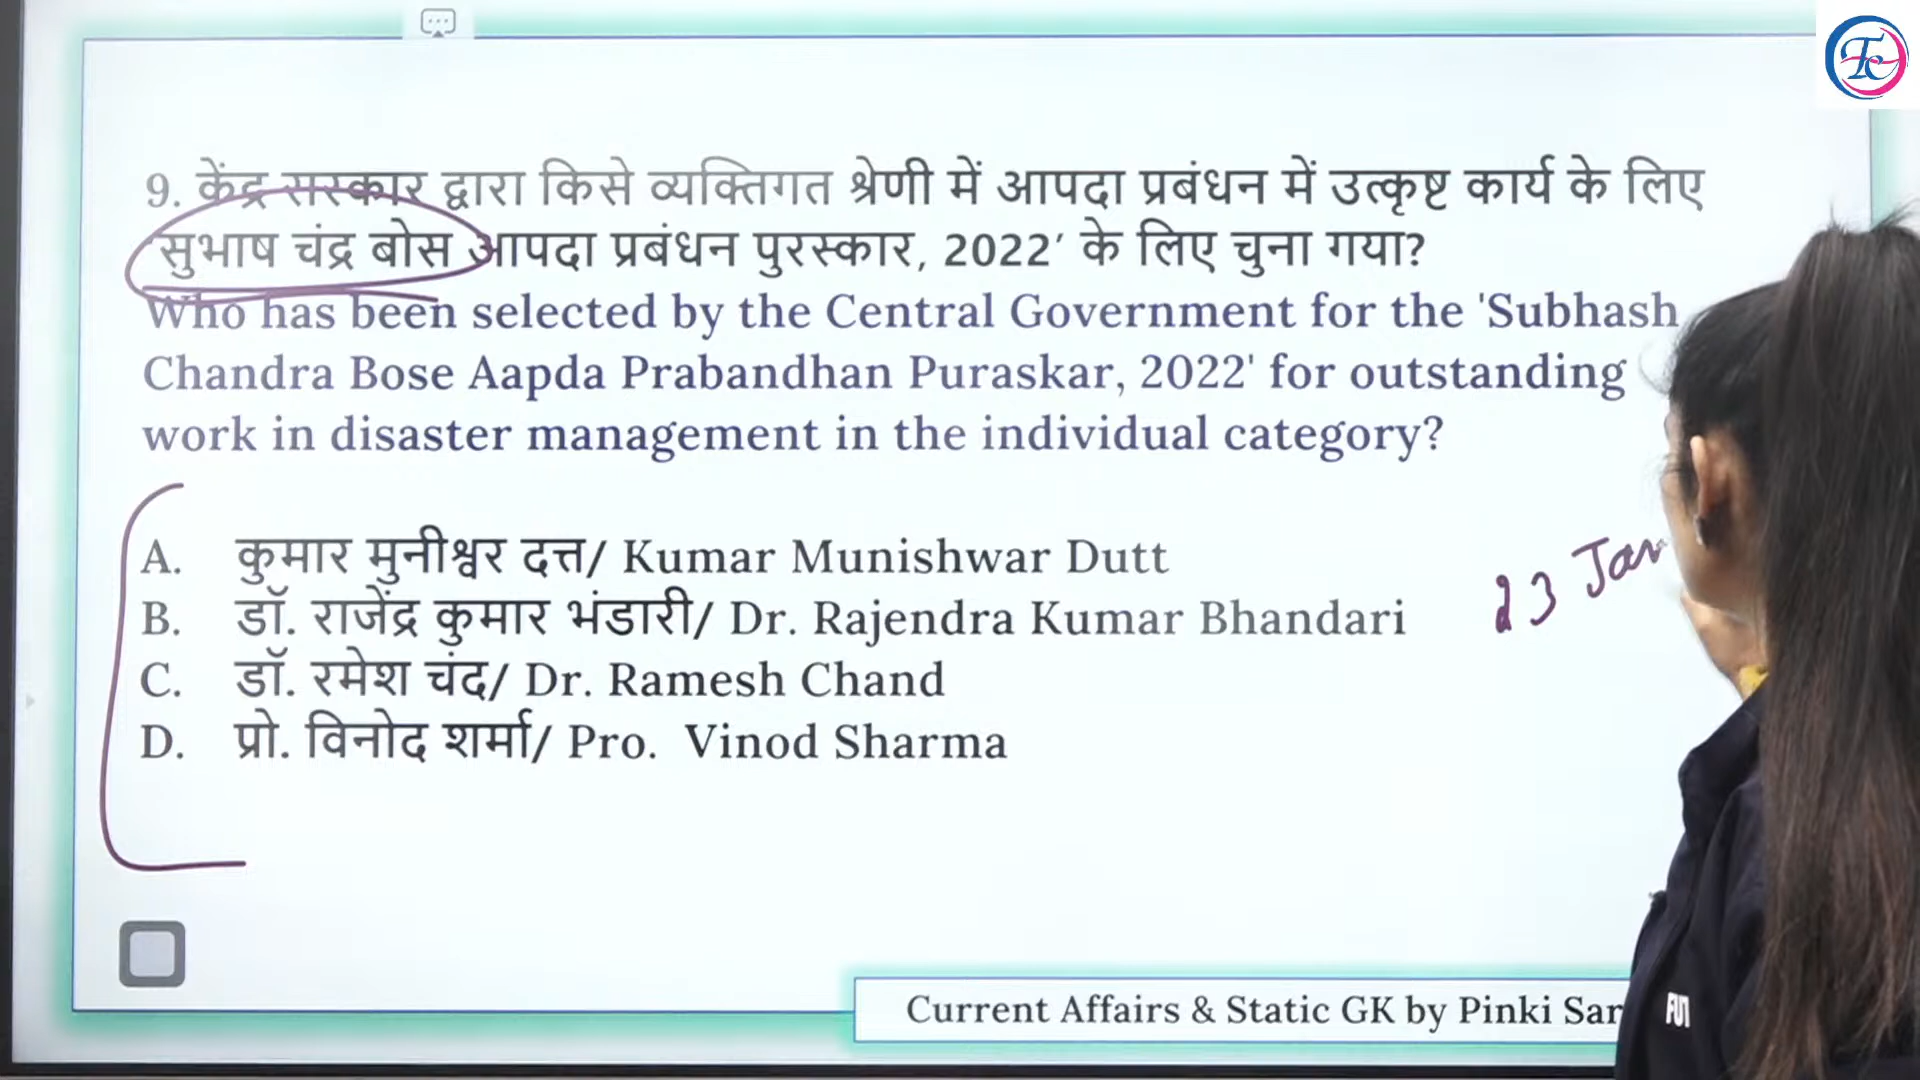 9. केंद्र सरकार द्वारा किसे व्यक्तिगत श्रेणी में आपदा प्रबंधन में उत्कृष्ट कार्य के लिए
सुभाष चंद्र बोस आपदा प्रबंधन पुरस्कार, 2022’ के लिए चुना गया?
Who has been selected by the Central Government for the 'Subhash
Chandra Bose Aapda Prabandhan Puraskar, 2022' for outstanding
work in disaster management in the individual category?
A. कुमार मुनीश्वर दत्त/ Kumar Munishwar Dutt
B. डॉ. राजेंद्र कुमार भंडारी/ Dr. Rajendra Kumar Bhandari
C. डॉ. रमेश चंद/ Dr. Ramesh Chand
D. प्रो. विनोद शर्मा/ Pro. Vinod Sharma
23 Jan
Current Affairs & Static GK by Pinki